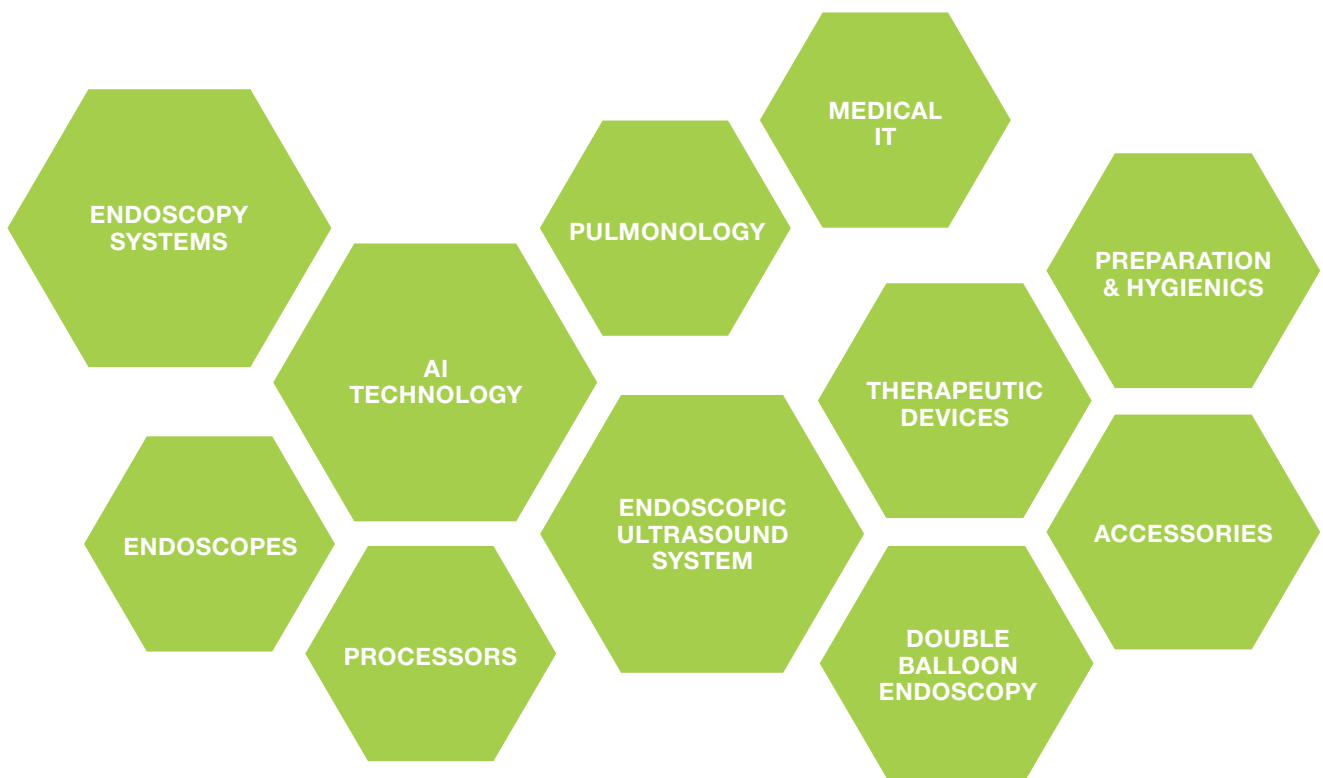 MEDICAL
IT
ENDOSCOPY
SYSTEMS
PULMONOLOGY
PREPARATION
& HYGIENICS
AI
TECHNOLOGY
THERAPEUTIC
DEVICES
ENDOSCOPES
ENDOSCOPIC
ULTRASOUND
SYSTEM
ACCESSORIES
PROCESSORS
DOUBLE
BALLOON
ENDOSCOPY